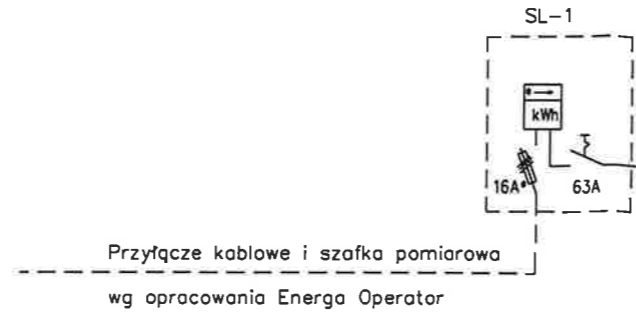 SL-1
kWh
16A
63A
Przyłącze kablowe i szafka pomiarowa
wg opracowania Energa Operator